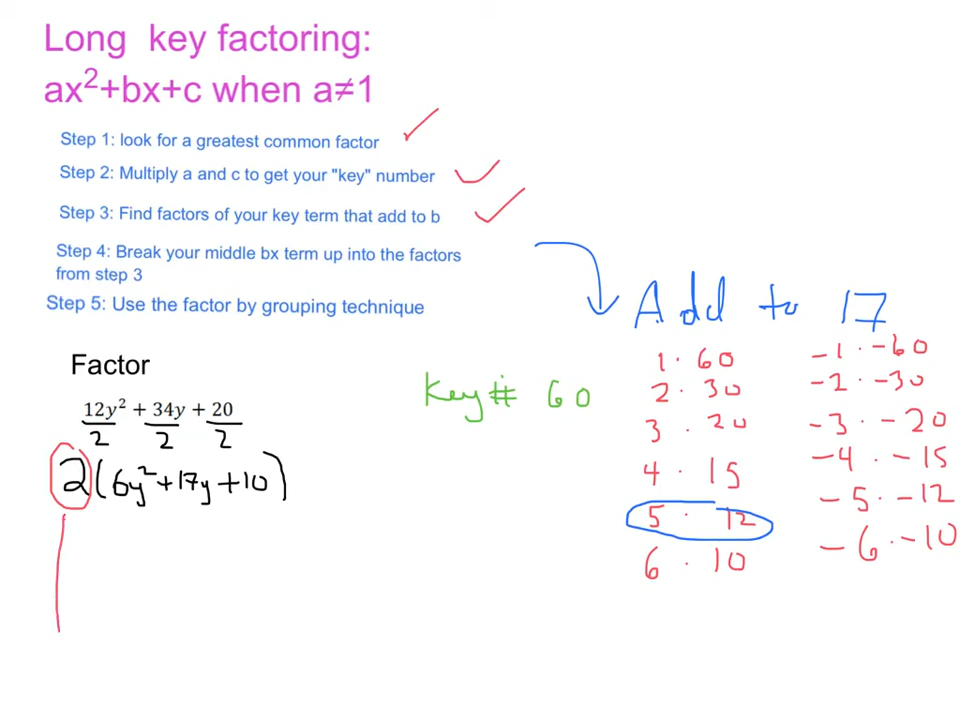 Long key factoring:
ax²+bx+c when a≠1
Step 1: look for a greatest common factor
Step 2: Multiply a and c to get your "key" number
Step 3: Find factors of your key term that add to b
Step 4: Break your middle bx term up into the factors
from step 3
Step 5: Use the factor by grouping technique
Factor
12y² + 34y + 20
2 2 2
2(6y²+17y+10)
Key # 60
Add to 17
1 · 60 -1 · -60
2 · 30 -2 · -30
3 · 20 -3 · -20
4 · 15 -4 · -15
5 · 12 -5 · -12
6 · 10 -6 · -10